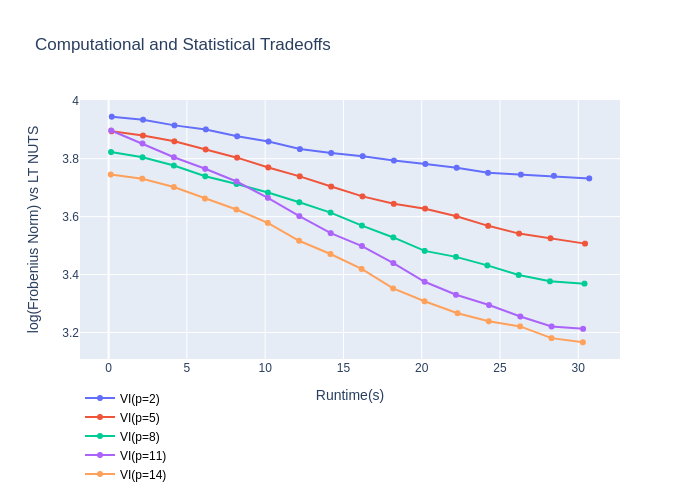 Computational and Statistical Tradeoffs
log(Frobenius Norm) vs LT NUTS
4
3.8
3.6
3.4
3.2
0 5 10 15 20 25 30
Runtime(s)
VI(p=2)
VI(p=5)
VI(p=8)
VI(p=11)
VI(p=14)